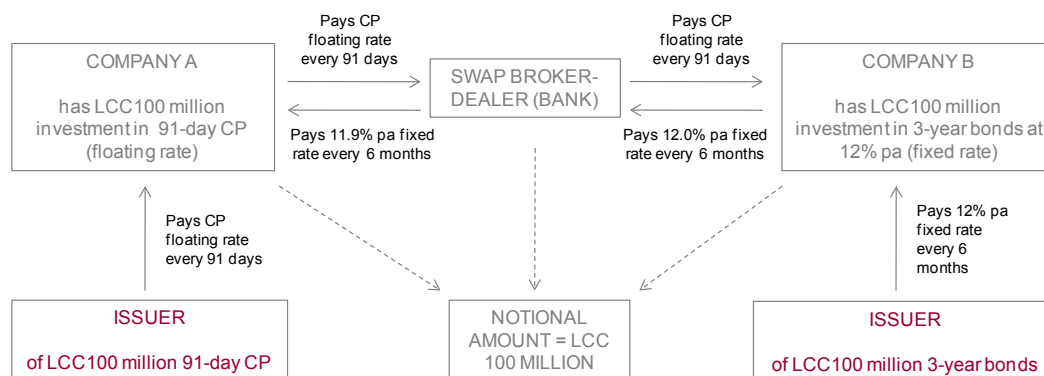 Pays CP
floating rate
every 91 days
Pays CP
floating rate
every 91 days
COMPANY A
has LCC100 million
investment in 91-day CP
(floating rate)
SWAP BROKER-
DEALER (BANK)
COMPANY B
has LCC100 million
investment in 3-year bonds at
12% pa (fixed rate)
Pays 11.9% pa fixed
rate every 6 months
Pays 12.0% pa fixed
rate every 6 months
Pays CP
floating rate
every 91 days
Pays 12% pa
fixed rate
every 6
months
ISSUER
of LCC100 million 91-day CP
NOTIONAL
AMOUNT = LCC
100 MILLION
ISSUER
of LCC100 million 3-year bonds